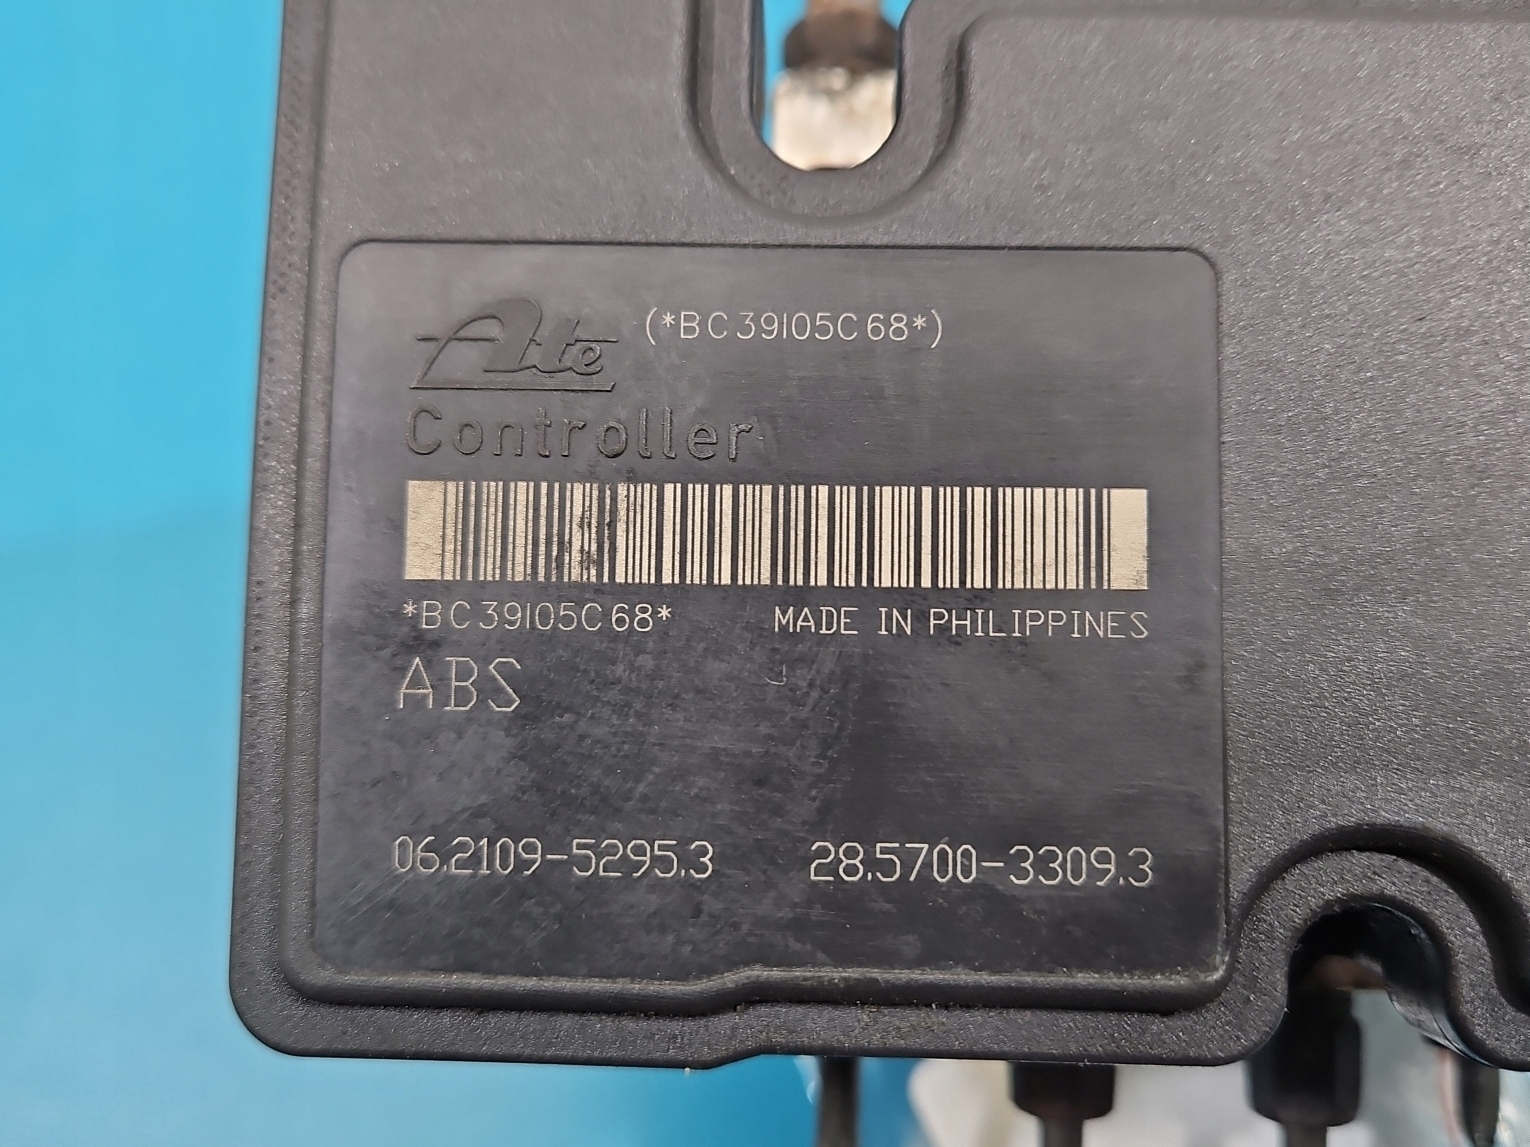 Ate (*BC39I05C68*)
Controller
*BC39I05C68* MADE IN PHILIPPINES
ABS
06.2109-5295.3 28.5700-3309.3